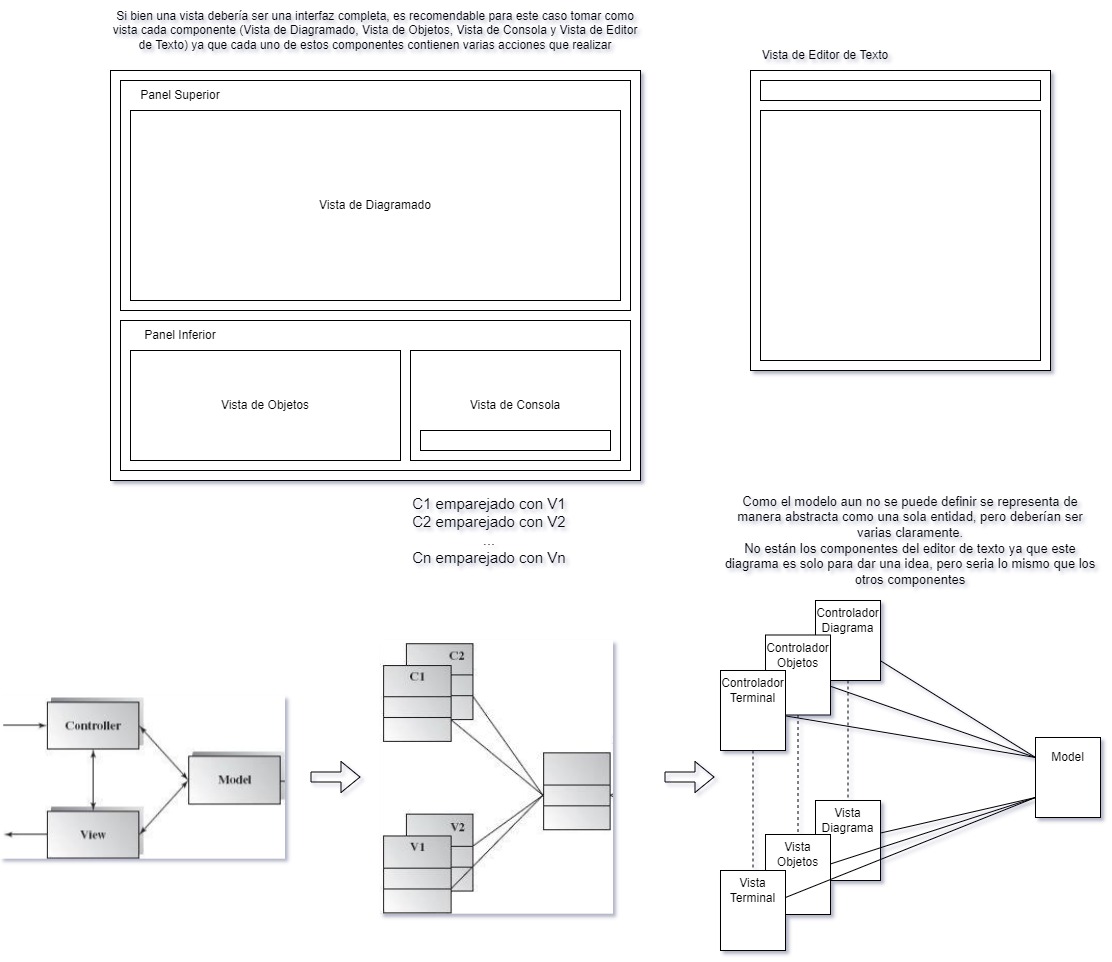 Si bien una vista debería ser una interfaz completa, es recomendable para este caso tomar como
vista cada componente (Vista de Diagramado, Vista de Objetos, Vista de Consola y Vista de Editor
de Texto) ya que cada uno de estos componentes contienen varias acciones que realizar
Vista de Editor de Texto
Panel Superior
Vista de Diagramado
Panel Inferior
Vista de Objetos
Vista de Consola
C1 emparejado con V1
C2 emparejado con V2
...
Cn emparejado con Vn
Como el modelo aun no se puede definir se representa de
manera abstracta como una sola entidad, pero deberían ser
varias claramente.
No están los componentes del editor de texto ya que este
diagrama es solo para dar una idea, pero seria lo mismo que los
otros componentes
Controller
Model
View
C2
C1
V2
V1
Controlador
Diagrama
Controlador
Objetos
Controlador
Terminal
Model
Vista
Diagrama
Vista
Objetos
Vista
Terminal